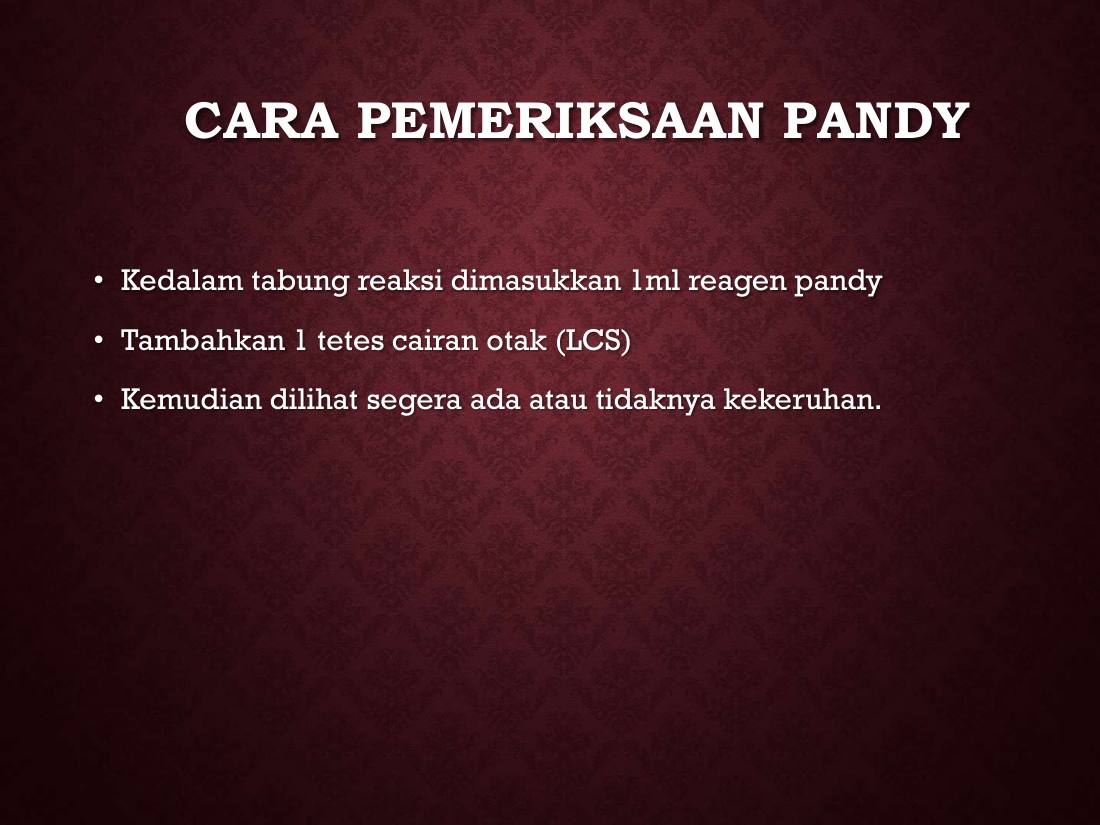 CARA PEMERIKSAAN PANDY
• Kedalam tabung reaksi dimasukkan 1ml reagen pandy
• Tambahkan 1 tetes cairan otak (LCS)
• Kemudian dilihat segera ada atau tidaknya kekeruhan.